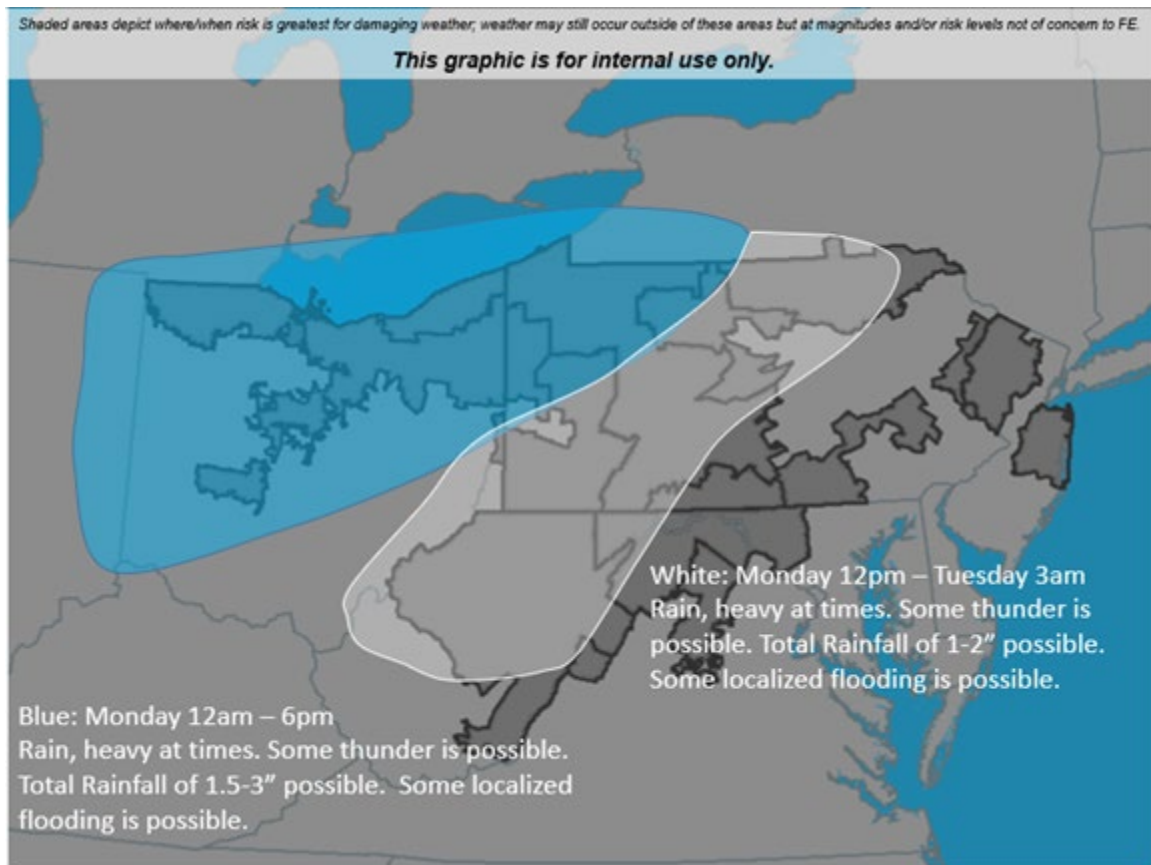 Shaded areas depict where/when risk is greatest for damaging weather; weather may still occur outside of these areas but at magnitudes and/or risk levels not of concern to FE.
This graphic is for internal use only.
White: Monday 12pm – Tuesday 3am
Rain, heavy at times. Some thunder is
possible. Total Rainfall of 1-2” possible.
Some localized flooding is possible.
Blue: Monday 12am – 6pm
Rain, heavy at times. Some thunder is possible.
Total Rainfall of 1.5-3” possible.  Some localized
flooding is possible.